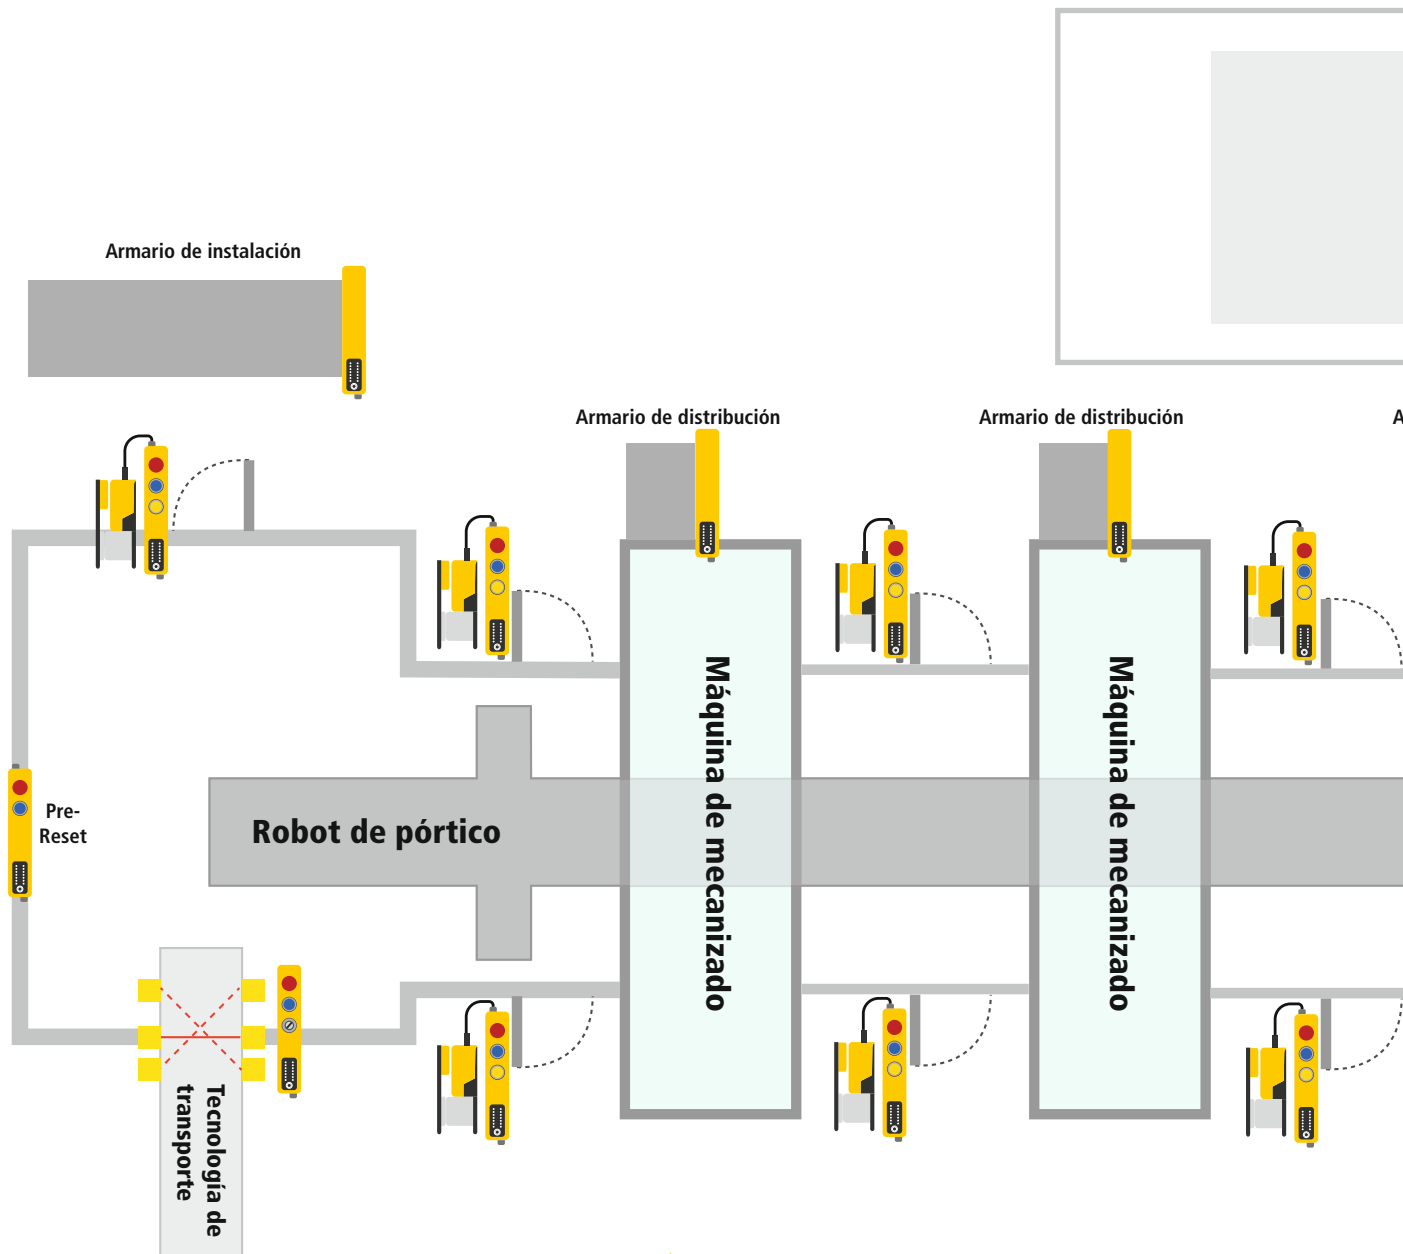 Armario de instalación
Armario de distribución
Armario de distribución
A
Máquina de mecanizado
Máquina de mecanizado
Pre-
Reset
Robot de pórtico
Tecnología de
transporte